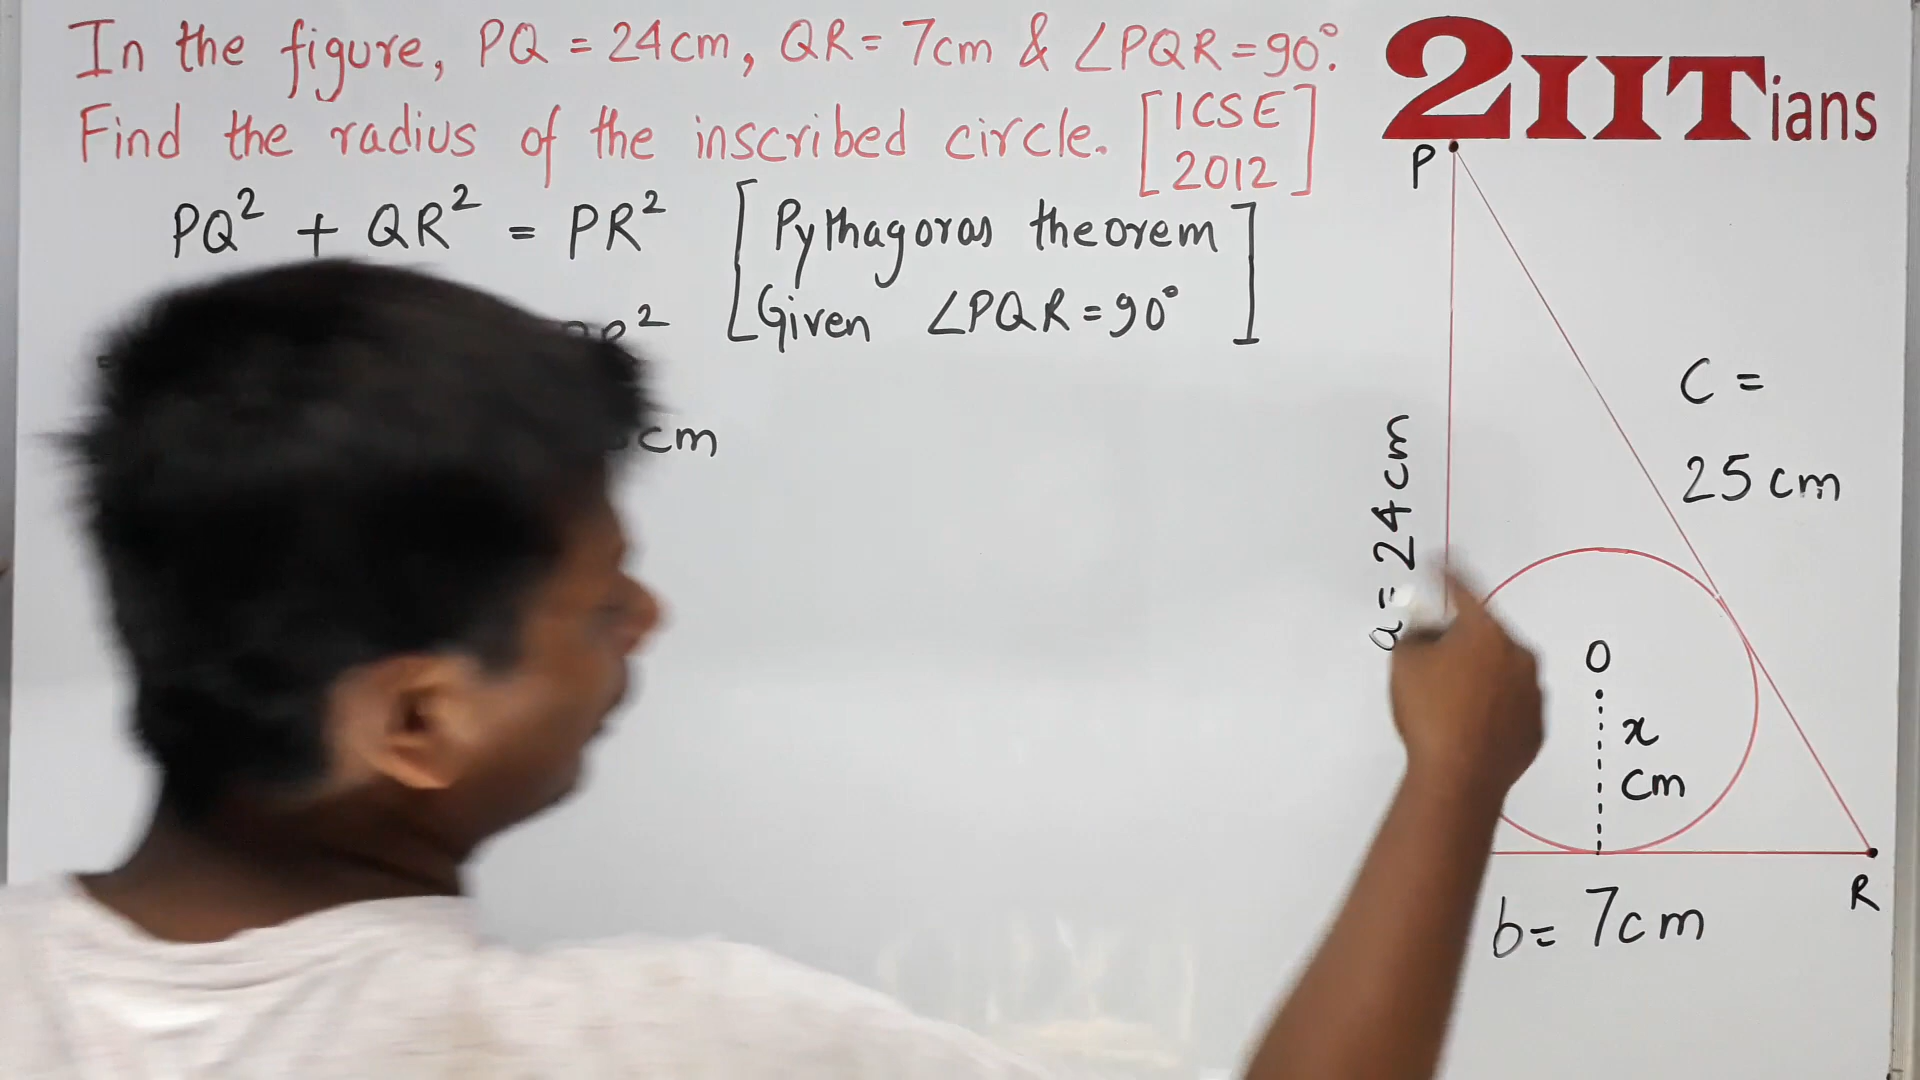 In the figure, PQ = 24cm, QR = 7cm & ∠PQR = 90°.
Find the radius of the inscribed circle. [ICSE 2012]
2IITians
PQ² + QR² = PR² [Pythagoras theorem
Given ∠PQR = 90°]
cm
P
C =
25 cm
a = 24 cm
O
x
cm
R
b = 7cm